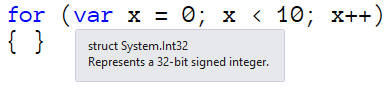 for (var x = 0; x < 10; x++)
{ }
struct System.Int32
Represents a 32-bit signed integer.